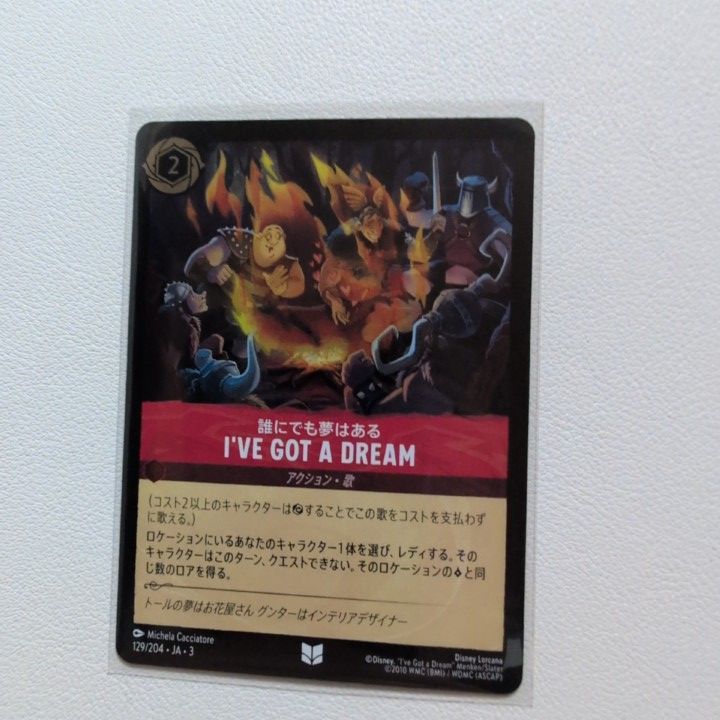 2
誰にでも夢はある
I'VE GOT A DREAM
アクション・歌
(コスト2以上のキャラクターはすることでこの歌をコストを支払わず
に歌える。)
ロケーションにいるあなたのキャラクター1体を選び、レディする。その
キャラクターはこのターン、クエストできない。そのロケーションの と同
じ数のロアを得る。
トールの夢はお花屋さん グンターはインテリアデザイナー
Michela Cacciatore
129/204 • JA • 3
Disney Lorcana
©Disney, "I've Got a Dream" Menken/Slater
©2010 WMC (BMI) / WDMC (ASCAP)